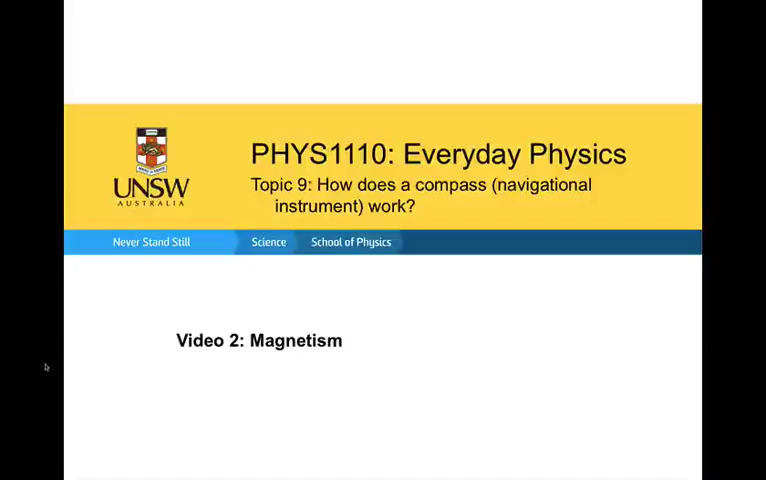 PHYS1110: Everyday Physics
Topic 9: How does a compass (navigational
instrument) work?
UNSW
AUSTRALIA
Never Stand Still
Science
School of Physics
Video 2: Magnetism